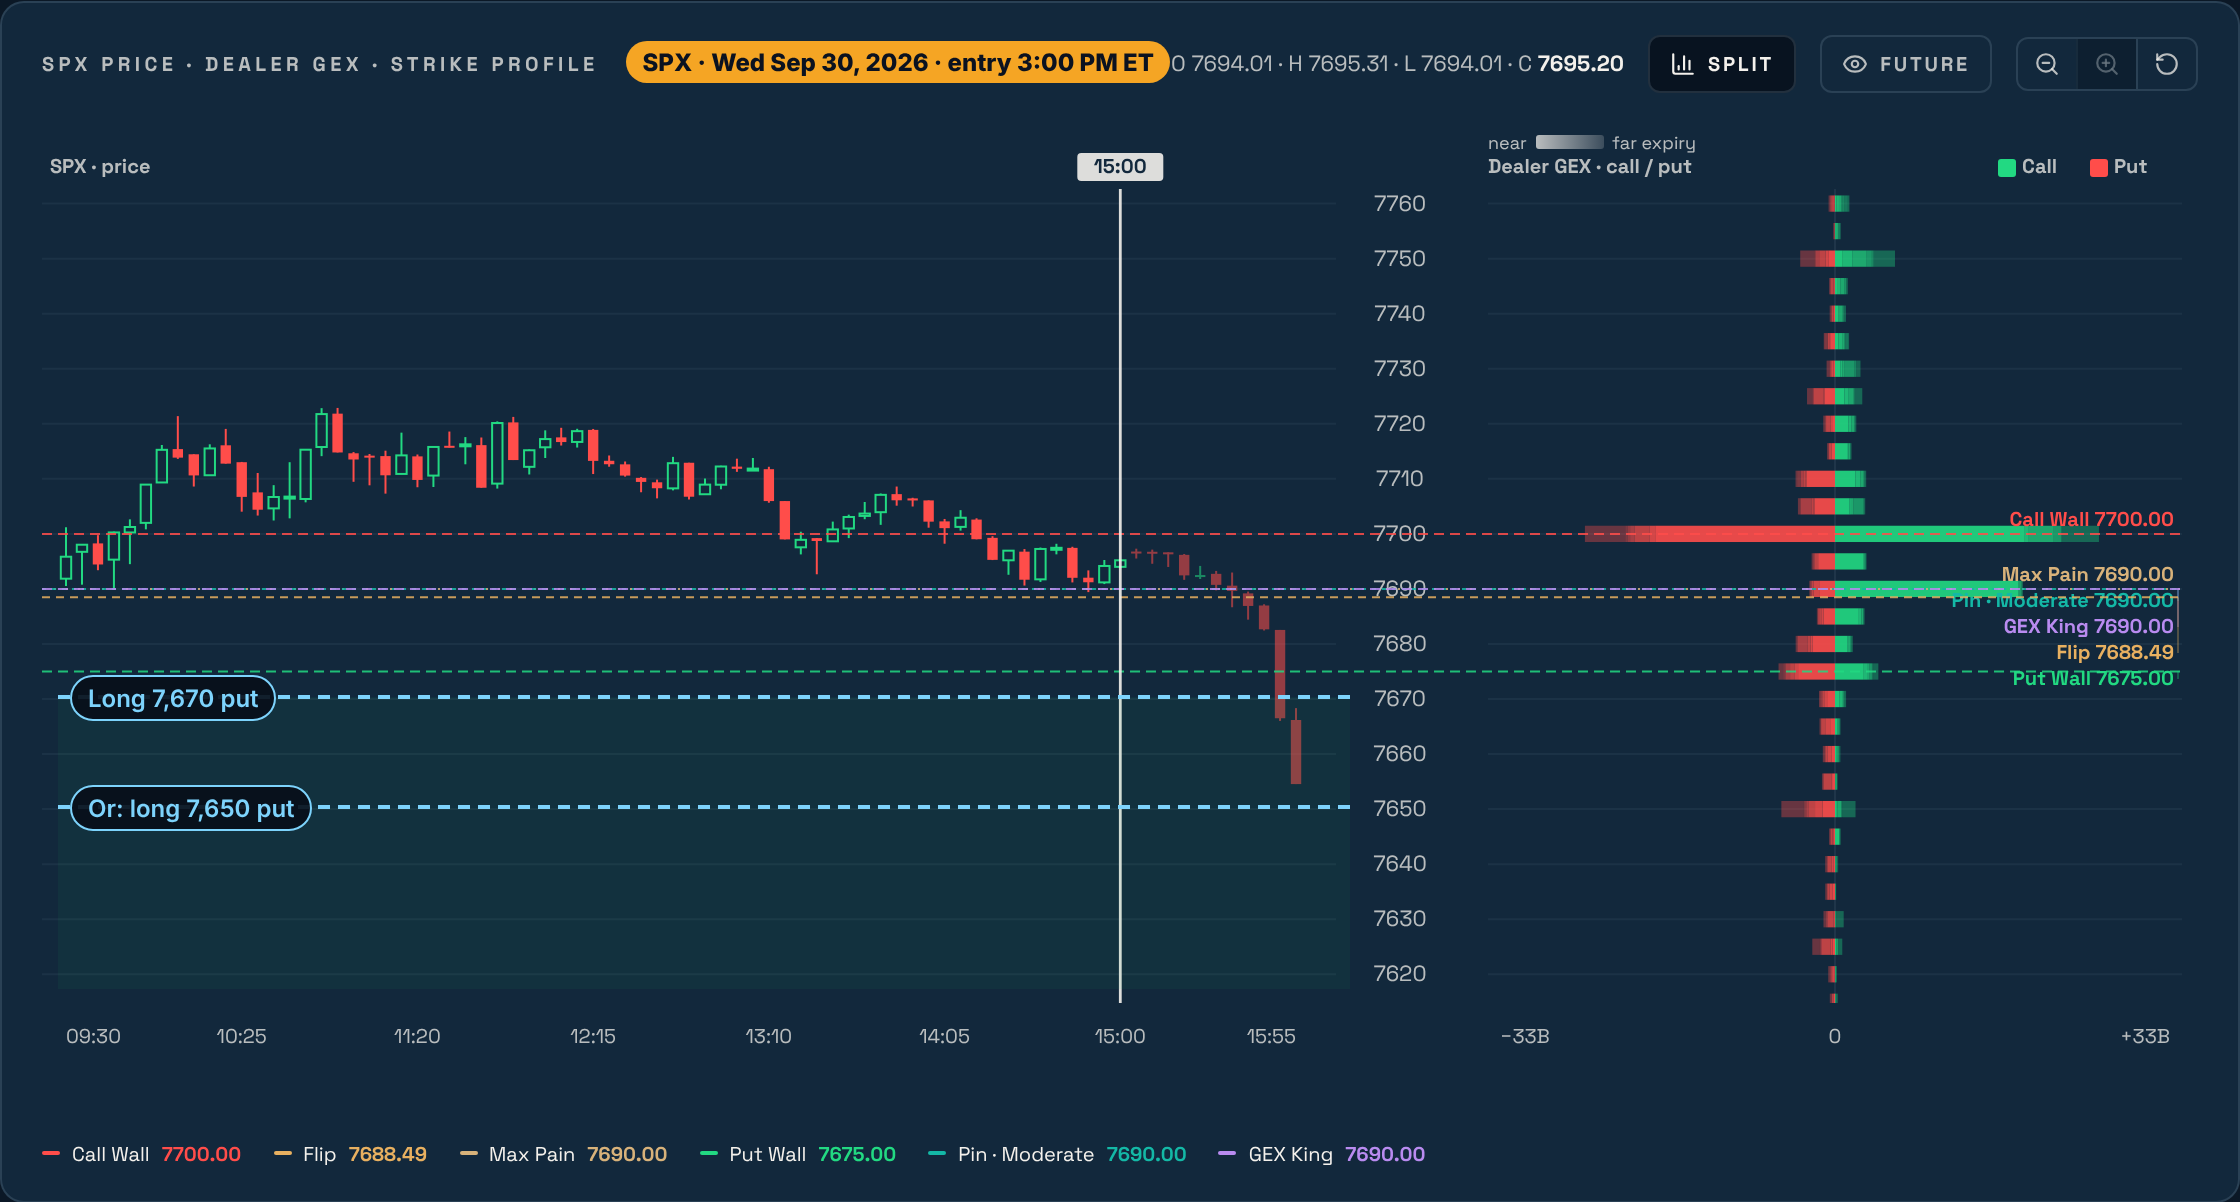 SPX PRICE · DEALER GEX · STRIKE PROFILE
SPX · Wed Sep 30, 2026 · entry 3:00 PM ET
O 7694.01 · H 7695.31 · L 7694.01 · C 7695.20
SPLIT
FUTURE
SPX · price
15:00
near far expiry
Dealer GEX · call / put
Call Put
7760
7750
7740
7730
7720
7710
7700
7690
7680
7670
7660
7650
7640
7630
7620
Call Wall 7700.00
Max Pain 7690.00
Pin · Moderate 7690.00
GEX King 7690.00
Flip 7688.49
Put Wall 7675.00
Long 7,670 put
Or: long 7,650 put
09:30 10:25 11:20 12:15 13:10 14:05 15:00 15:55
-33B 0 +33B
Call Wall 7700.00 Flip 7688.49 Max Pain 7690.00 Put Wall 7675.00 Pin · Moderate 7690.00 GEX King 7690.00